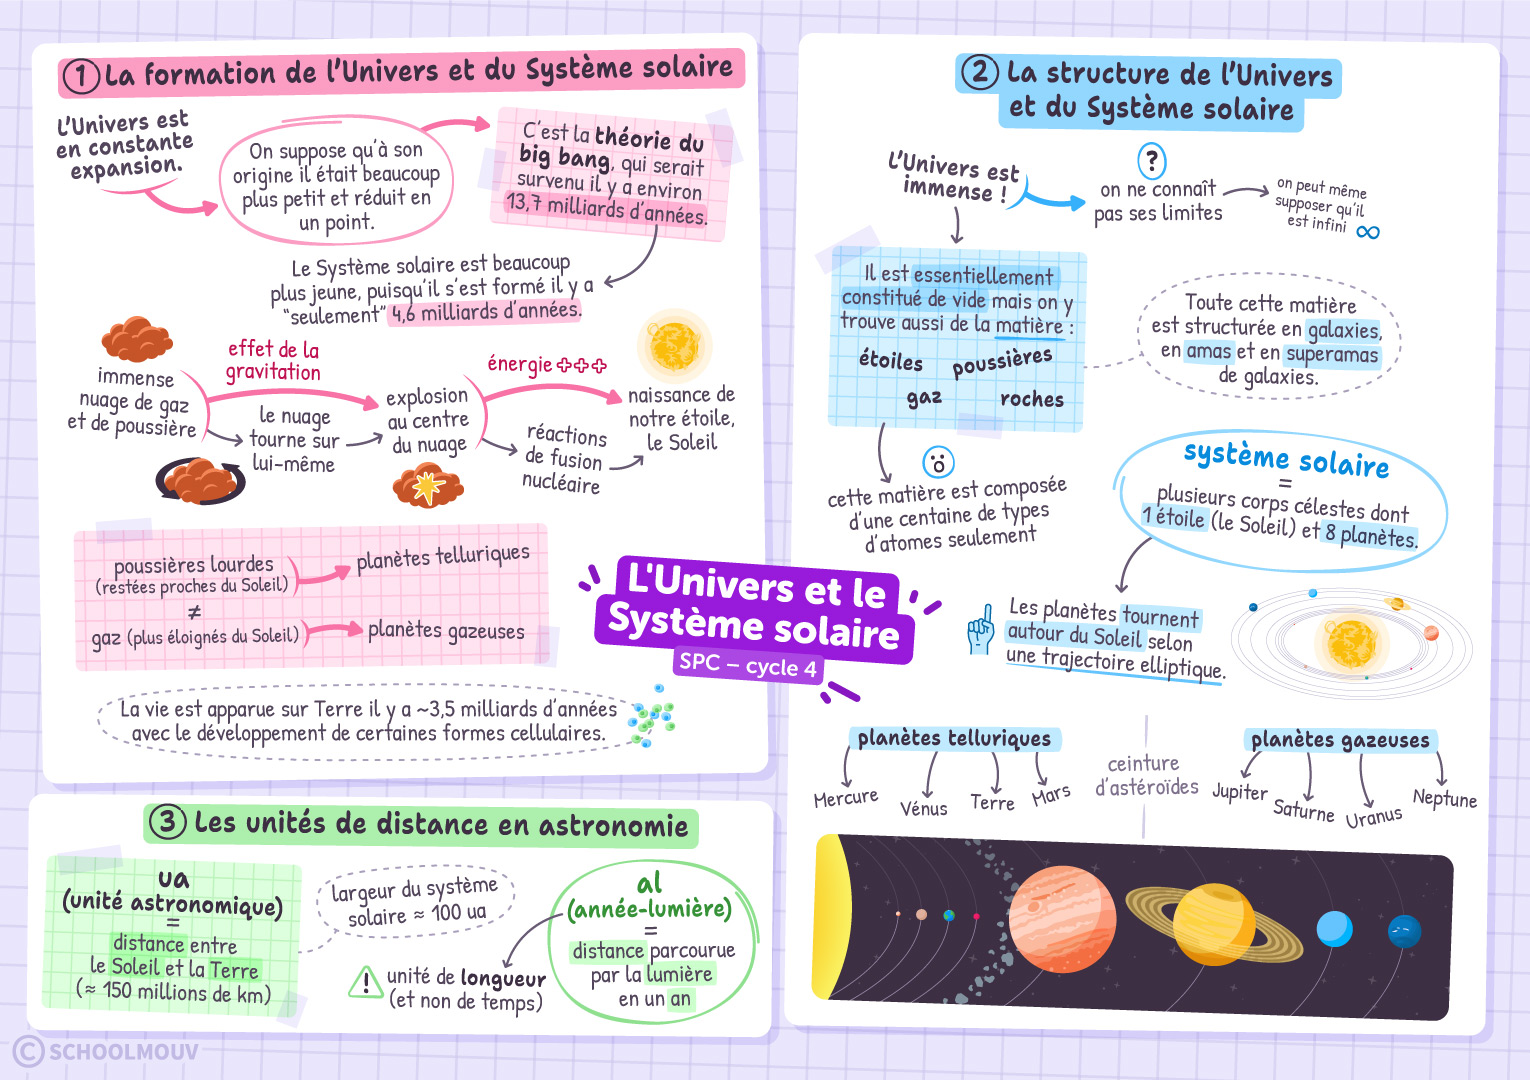 1 La formation de l'Univers et du Système solaire
L'Univers est
en constante
expansion.
On suppose qu'à son
origine il était beaucoup
plus petit et réduit en
un point.
C'est la théorie du
big bang, qui serait
survenu il y a environ
13,7 milliards d'années.
Le Système solaire est beaucoup
plus jeune, puisqu'il s'est formé il y a
"seulement" 4,6 milliards d'années.
immense
nuage de gaz
et de poussière
effet de la
gravitation
le nuage
tourne sur
lui-même
explosion
au centre
du nuage
énergie +++
réactions
de fusion
nucléaire
naissance de
notre étoile,
le Soleil
poussières lourdes
(restées proches du Soleil)
planètes telluriques
≠
gaz (plus éloignés du Soleil)
planètes gazeuses
La vie est apparue sur Terre il y a ~3,5 milliards d'années
avec le développement de certaines formes cellulaires.
L'Univers et le
Système solaire
SPC – cycle 4
2 La structure de l'Univers
et du Système solaire
L'Univers est
immense !
?
on ne connaît
pas ses limites
on peut même
supposer qu'il
est infini ∞
Il est essentiellement
constitué de vide mais on y
trouve aussi de la matière :
étoiles
poussières
gaz
roches
Toute cette matière
est structurée en galaxies,
en amas et en superamas
de galaxies.
cette matière est composée
d'une centaine de types
d'atomes seulement
système solaire
=
plusieurs corps célestes dont
1 étoile (le Soleil) et 8 planètes.
Les planètes tournent
autour du Soleil selon
une trajectoire elliptique.
planètes telluriques
Mercure
Vénus
Terre
Mars
ceinture
d'astéroïdes
planètes gazeuses
Jupiter
Saturne
Uranus
Neptune
3 Les unités de distance en astronomie
ua
(unité astronomique)
=
distance entre
le Soleil et la Terre
(≈ 150 millions de km)
largeur du système
solaire ≈ 100 ua
! unité de longueur
(et non de temps)
al
(année-lumière)
=
distance parcourue
par la lumière
en un an
© SCHOOLMOUV